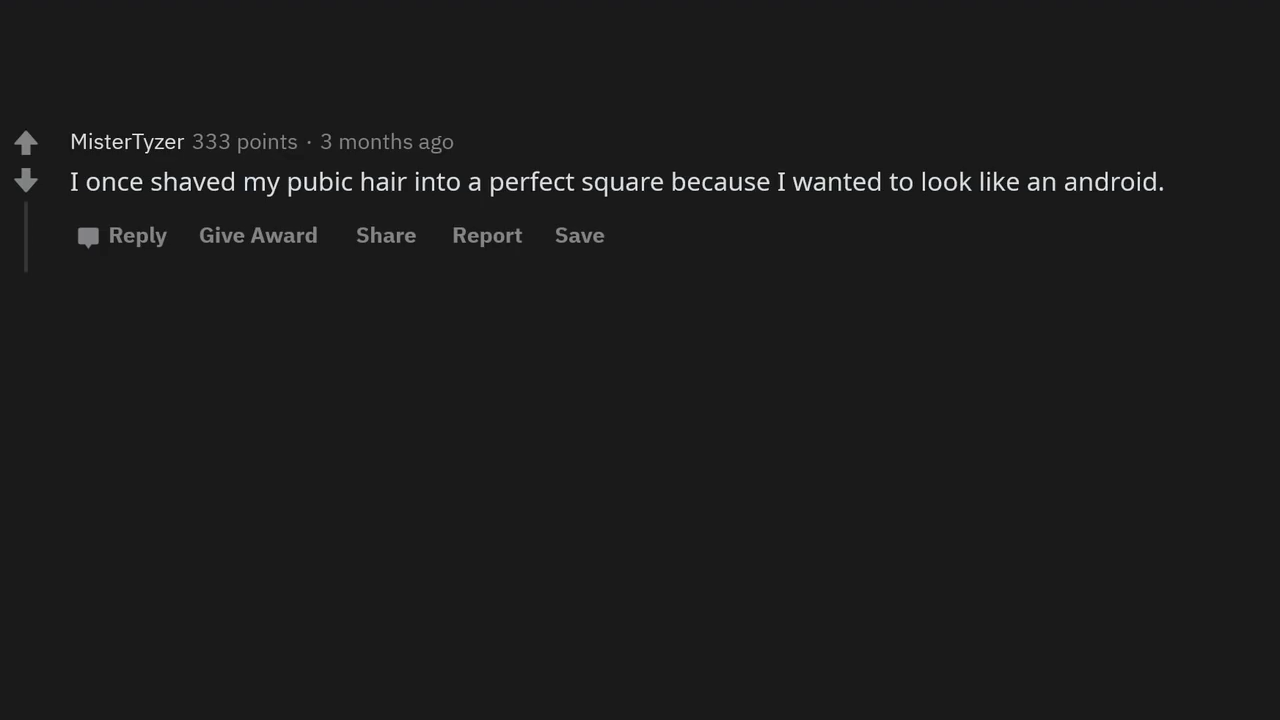 MisterTyzer 333 points · 3 months ago
I once shaved my pubic hair into a perfect square because I wanted to look like an android.
Reply Give Award Share Report Save